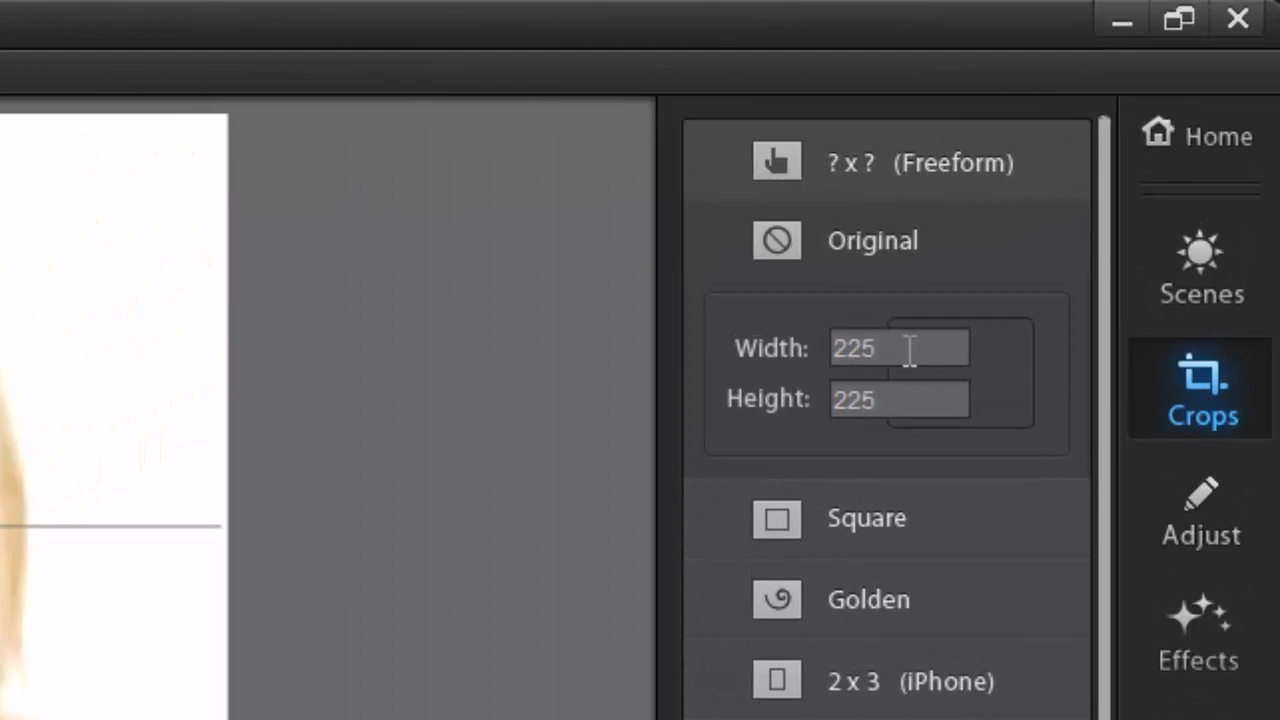 ? x ? (Freeform)
Home
Original
Scenes
Width: 225
Height: 225
Crops
Square
Adjust
Golden
Effects
2 x 3 (iPhone)